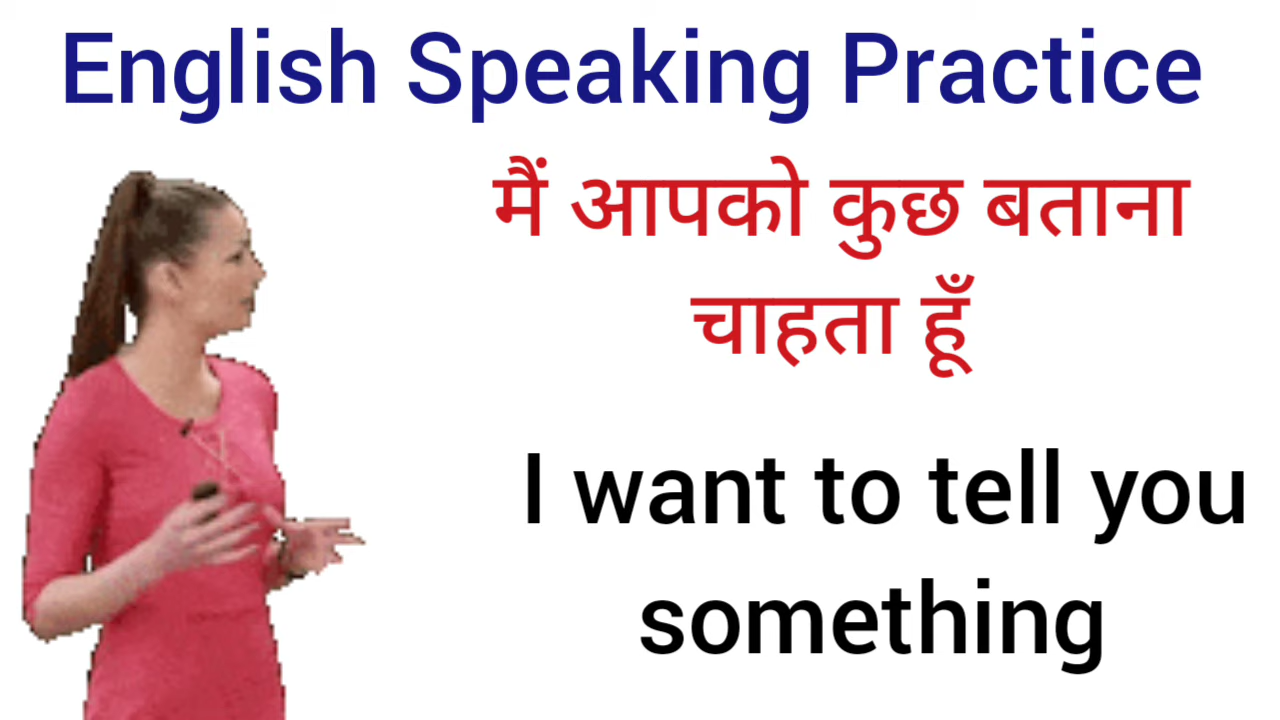 English Speaking Practice
मैं आपको कुछ बताना
चाहता हूँ
I want to tell you
something